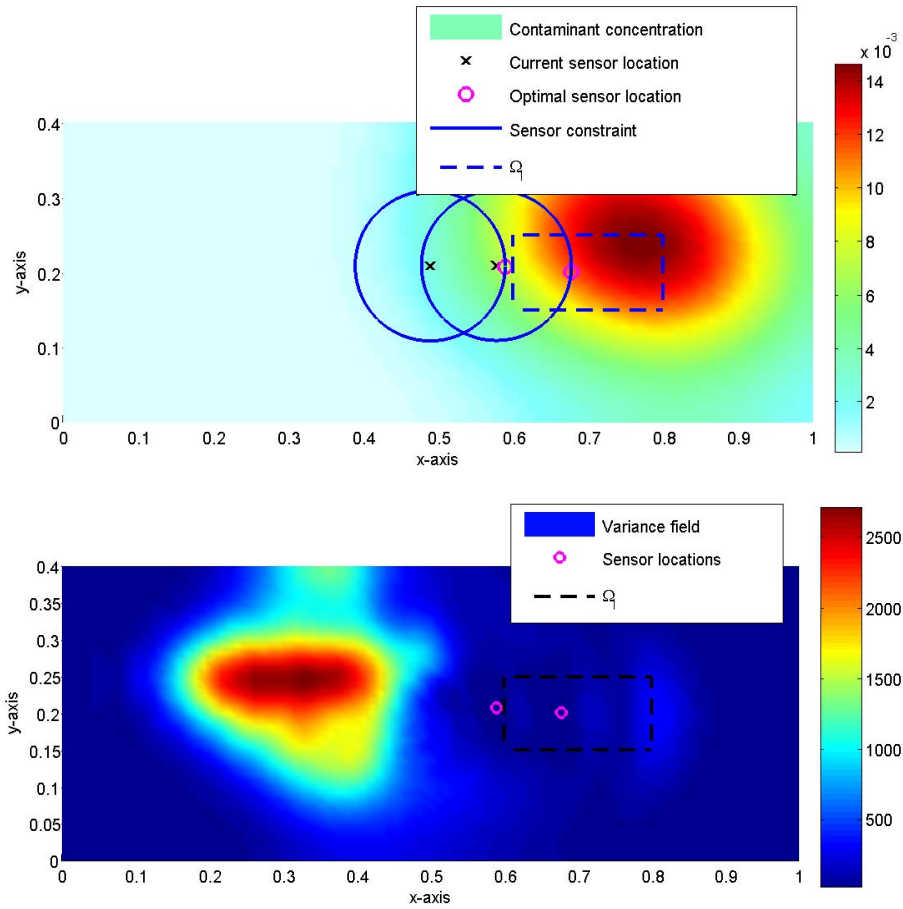 Contaminant concentration
Current sensor location
Optimal sensor location
Sensor constraint
Ω_l
x 10^-3
14
12
10
8
6
4
2
0.4
0.3
0.2
0.1
0
y-axis
0 0.1 0.2 0.3 0.4 0.5 0.6 0.7 0.8 0.9 1
x-axis
Variance field
Sensor locations
Ω_l
2500
2000
1500
1000
500
0.4
0.35
0.3
0.25
0.2
0.15
0.1
0.05
0
y-axis
0 0.1 0.2 0.3 0.4 0.5 0.6 0.7 0.8 0.9 1
x-axis